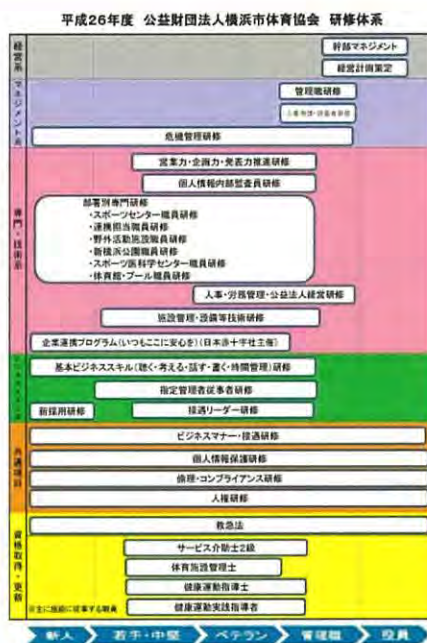 平成26年度 公益財団法人横浜市体育協会 研修体系
経営系
幹部マネジメント
経営計画策定
マネジメント系
管理職研修
危機管理研修
専門・技術系
営業力・企画力・発表力推進研修
個人情報内部監査員研修
部署別専門研修
・スポーツセンター職員研修
・連携担当職員研修
・野外活動施設職員研修
・新横浜公園職員研修
・スポーツ医科学センター職員研修
・体育館・プール職員研修
人事・労務管理・公益法人経営研修
施設管理・設備等技術研修
企業連携プログラム(いつもここに安心を)(日本赤十字社主催)
基本ビジネススキル(聴く・考える・話す・書く・時間管理)研修
指定管理者従事者研修
新採用研修
接遇リーダー研修
共通項目
ビジネスマナー・接遇研修
個人情報保護研修
倫理・コンプライアンス研修
人権研修
資格取得・更新
救急法
サービス介助士2級
体育施設管理士
健康運動指導士
健康運動実践指導者
※主に施設に従事する職員
新人
若手・中堅
ベテラン
管理職
役員